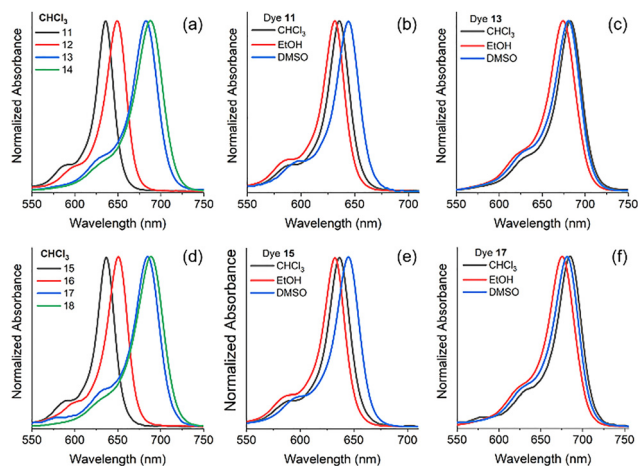 Normalized Absorbance
CHCl₃
11
12
13
14
(a)
550 600 650 700 750
Wavelength (nm)
Normalized Absorbance
Dye 11
CHCl₃
EtOH
DMSO
(b)
550 600 650 700
Wavelength (nm)
Normalized Absorbance
Dye 13
CHCl₃
EtOH
DMSO
(c)
550 600 650 700 750
Wavelength (nm)
Normalized Absorbance
CHCl₃
15
16
17
18
(d)
550 600 650 700 750
Wavelength (nm)
Normalized Absorbance
Dye 15
CHCl₃
EtOH
DMSO
(e)
550 600 650 700
Wavelength (nm)
Normalized Absorbance
Dye 17
CHCl₃
EtOH
DMSO
(f)
550 600 650 700 750
Wavelength (nm)